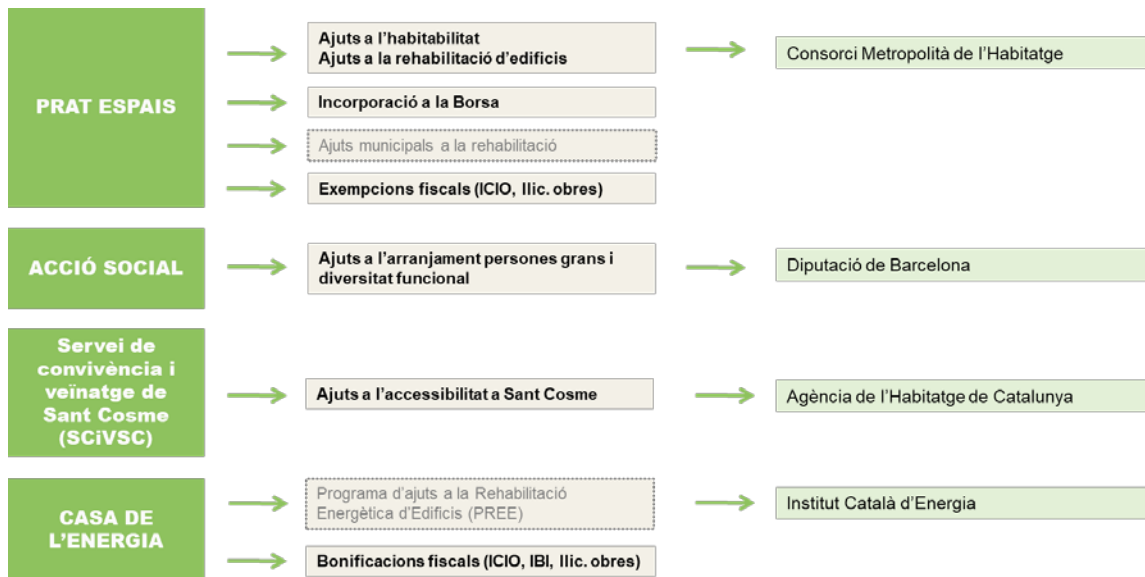 PRAT ESPAIS
Ajuts a l'habitabilitat
Ajuts a la rehabilitació d'edificis
Consorci Metropolità de l'Habitatge
Incorporació a la Borsa
Ajuts municipals a la rehabilitació
Exempcions fiscals (ICIO, llic. obres)
ACCIÓ SOCIAL
Ajuts a l'arranjament persones grans i
diversitat funcional
Diputació de Barcelona
Servei de
convivència i
veïnatge de
Sant Cosme
(SCiVSC)
Ajuts a l'accessibilitat a Sant Cosme
Agència de l'Habitatge de Catalunya
CASA DE
L'ENERGIA
Programa d'ajuts a la Rehabilitació
Energètica d'Edificis (PREE)
Institut Català d'Energia
Bonificacions fiscals (ICIO, IBI, llic. obres)